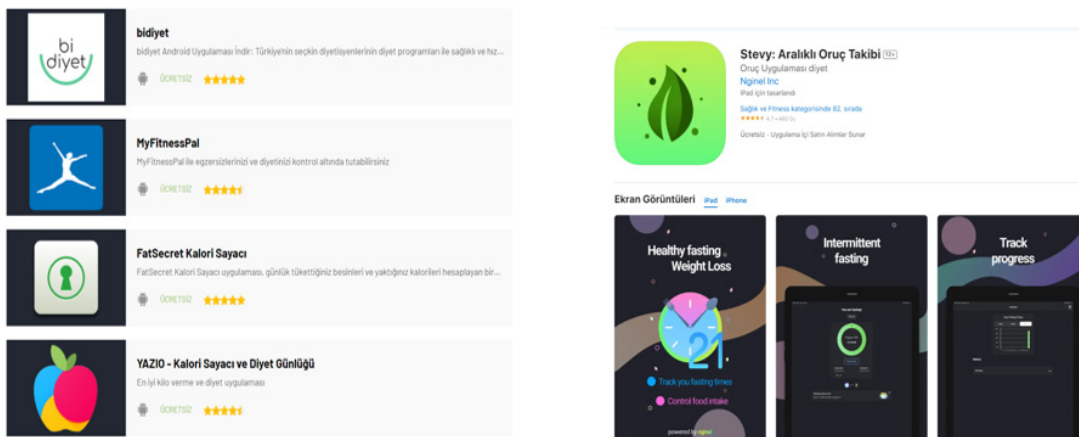 bi
diyet
bidiyet
bidiyet Android Uygulaması İndir: Türkiye'nin seçkin diyetisyenlerinin diyet programları ile sağlıklı ve hız...
ÜCRETSİZ
MyFitnessPal
MyFitnessPal ile egzersizlerinizi ve diyetinizi kontrol altında tutabilirsiniz
ÜCRETSİZ
FatSecret Kalori Sayacı
FatSecret Kalori Sayacı uygulaması, günlük tükettiğiniz besinleri ve yaktığınız kalorileri hesaplayan bir...
ÜCRETSİZ
YAZIO - Kalori Sayacı ve Diyet Günlüğü
En iyi kilo verme ve diyet uygulaması
ÜCRETSİZ
Stevy: Aralıklı Oruç Takibi 12+
Oruç Uygulaması diyet
Nginel Inc
iPad için tasarlandı
Sağlık ve Fitness kategorisinde 82. sırada
Ücretsiz - Uygulama İçi Satın Alımlar Sunar
Ekran Görüntüleri iPad iPhone
Healthy fasting
Weight Loss
21
Track you fasting times
Control food intake
powered by nginel
Intermittent
fasting
Track
progress